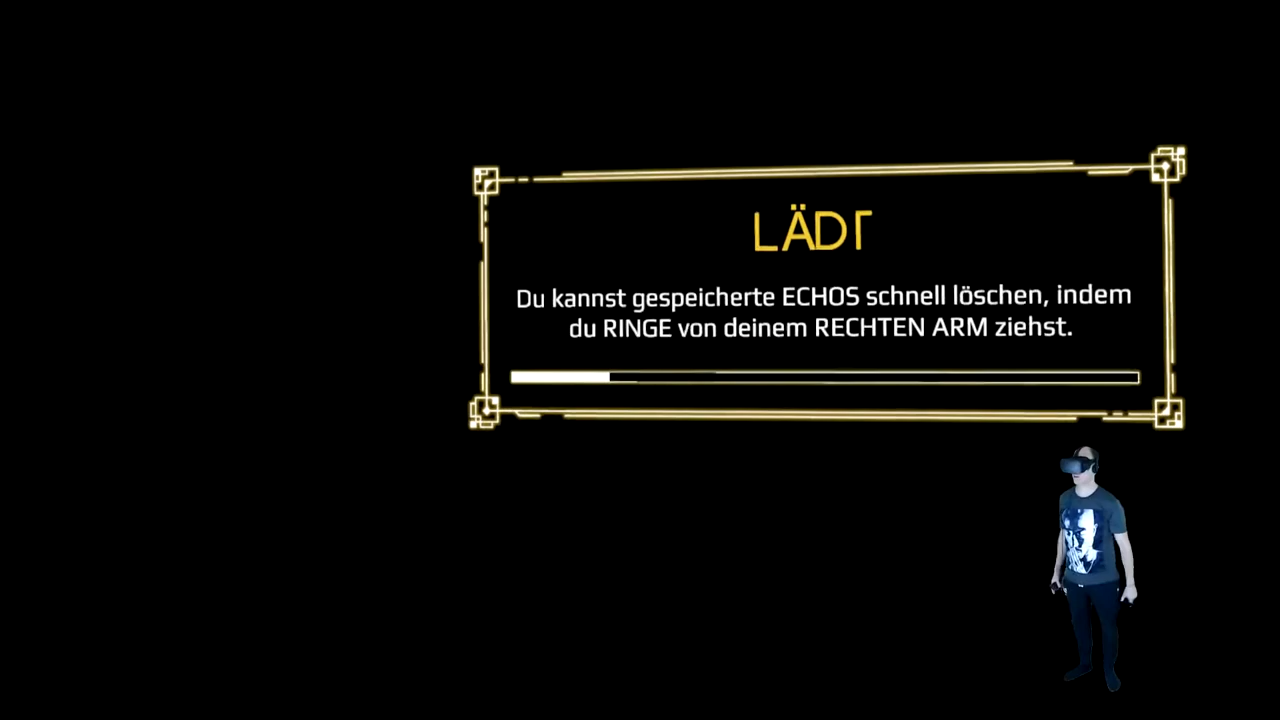 LÄDT
Du kannst gespeicherte ECHOS schnell löschen, indem
du RINGE von deinem RECHTEN ARM ziehst.